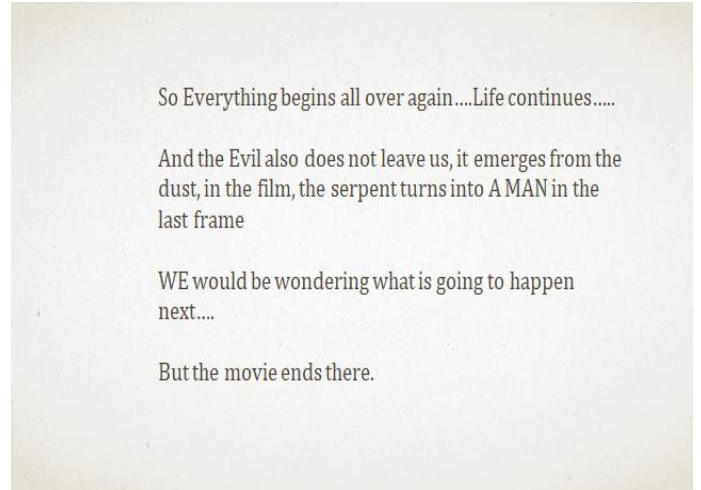 So Everything begins all over again....Life continues.....
And the Evil also does not leave us, it emerges from the
dust, in the film, the serpent turns into A MAN in the
last frame
WE would be wondering what is going to happen
next....
But the movie ends there.